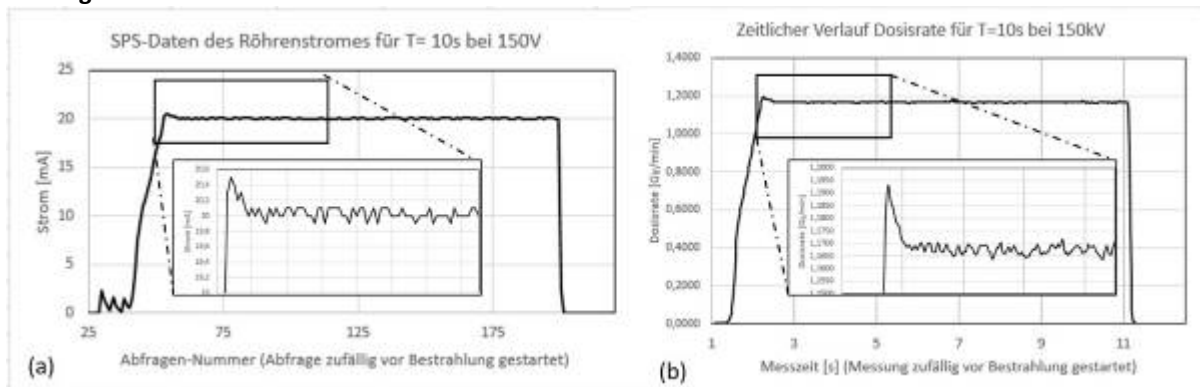 SPS-Daten des Röhrenstromes für T= 10s bei 150V
25
20
15
10
5
0
Strom [mA]
25 75 125 175
Abfragen-Nummer (Abfrage zufällig vor Bestrahlung gestartet)
(a)
Zeitlicher Verlauf Dosisrate für T=10s bei 150kV
1,4000
1,2000
1,0000
0,8000
0,6000
0,4000
0,2000
0,0000
Dosisrate [Gy/min]
1 3 5 7 9 11
Messzeit [s] (Messung zufällig vor Bestrahlung gestartet)
(b)
Dosisrate [Gy/min]